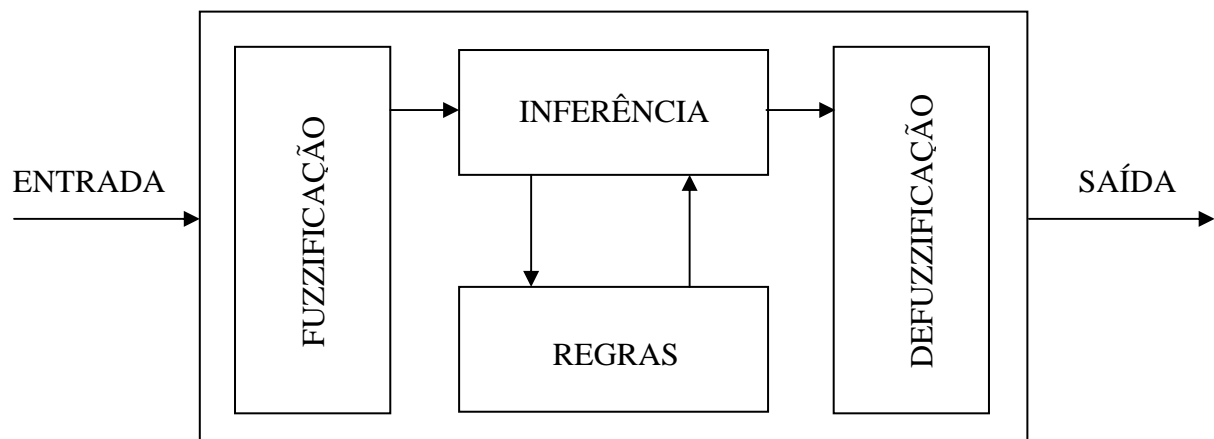 ENTRADA
FUZZIFICAÇÃO
INFERÊNCIA
REGRAS
DEFUZZIFICAÇÃO
SAÍDA